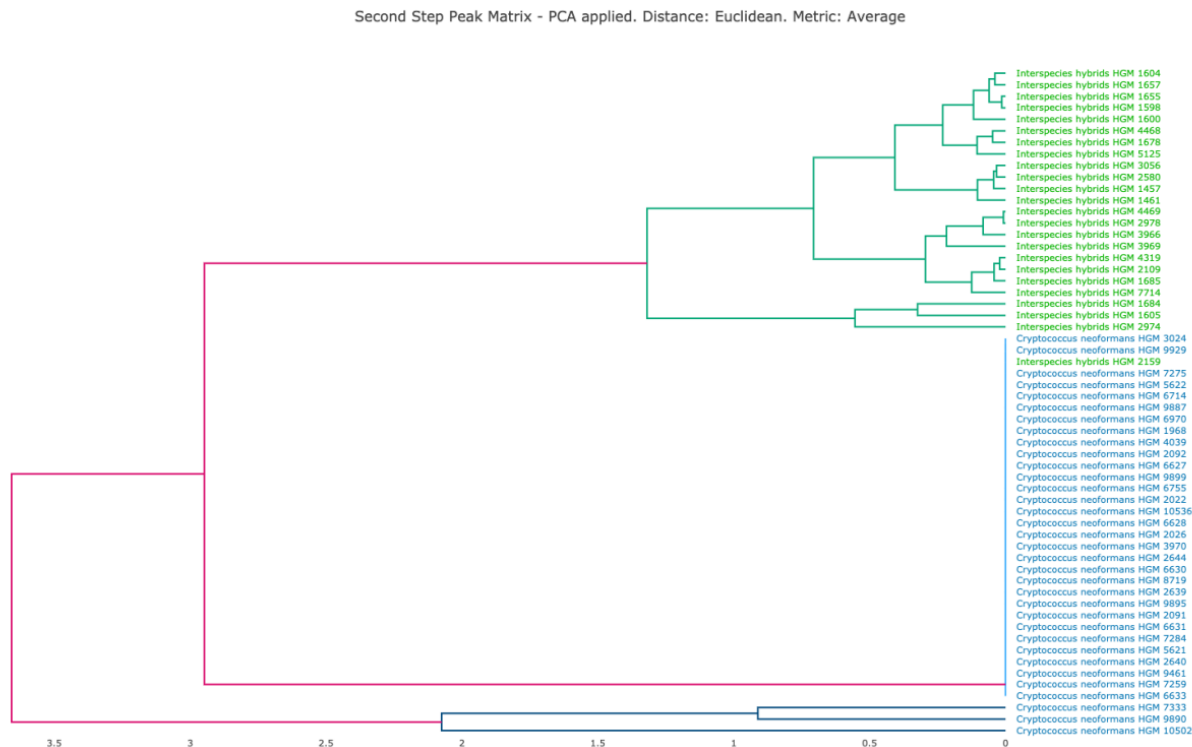 Second Step Peak Matrix - PCA applied. Distance: Euclidean. Metric: Average
Interspecies hybrids HGM 1604
Interspecies hybrids HGM 1657
Interspecies hybrids HGM 1655
Interspecies hybrids HGM 1598
Interspecies hybrids HGM 1600
Interspecies hybrids HGM 4468
Interspecies hybrids HGM 1678
Interspecies hybrids HGM 5125
Interspecies hybrids HGM 3056
Interspecies hybrids HGM 2580
Interspecies hybrids HGM 1457
Interspecies hybrids HGM 1461
Interspecies hybrids HGM 4469
Interspecies hybrids HGM 2978
Interspecies hybrids HGM 3966
Interspecies hybrids HGM 3969
Interspecies hybrids HGM 4319
Interspecies hybrids HGM 2109
Interspecies hybrids HGM 1685
Interspecies hybrids HGM 7714
Interspecies hybrids HGM 1684
Interspecies hybrids HGM 1605
Interspecies hybrids HGM 2974
Cryptococcus neoformans HGM 3024
Cryptococcus neoformans HGM 9929
Interspecies hybrids HGM 2159
Cryptococcus neoformans HGM 7275
Cryptococcus neoformans HGM 5622
Cryptococcus neoformans HGM 6714
Cryptococcus neoformans HGM 9887
Cryptococcus neoformans HGM 6970
Cryptococcus neoformans HGM 1968
Cryptococcus neoformans HGM 4039
Cryptococcus neoformans HGM 2092
Cryptococcus neoformans HGM 6627
Cryptococcus neoformans HGM 9899
Cryptococcus neoformans HGM 6755
Cryptococcus neoformans HGM 2022
Cryptococcus neoformans HGM 10536
Cryptococcus neoformans HGM 6628
Cryptococcus neoformans HGM 2026
Cryptococcus neoformans HGM 3970
Cryptococcus neoformans HGM 2644
Cryptococcus neoformans HGM 6630
Cryptococcus neoformans HGM 8719
Cryptococcus neoformans HGM 2639
Cryptococcus neoformans HGM 9895
Cryptococcus neoformans HGM 2091
Cryptococcus neoformans HGM 6631
Cryptococcus neoformans HGM 7284
Cryptococcus neoformans HGM 5621
Cryptococcus neoformans HGM 2640
Cryptococcus neoformans HGM 9461
Cryptococcus neoformans HGM 7259
Cryptococcus neoformans HGM 6633
Cryptococcus neoformans HGM 7333
Cryptococcus neoformans HGM 9890
Cryptococcus neoformans HGM 10502
3.5 3 2.5 2 1.5 1 0.5 0